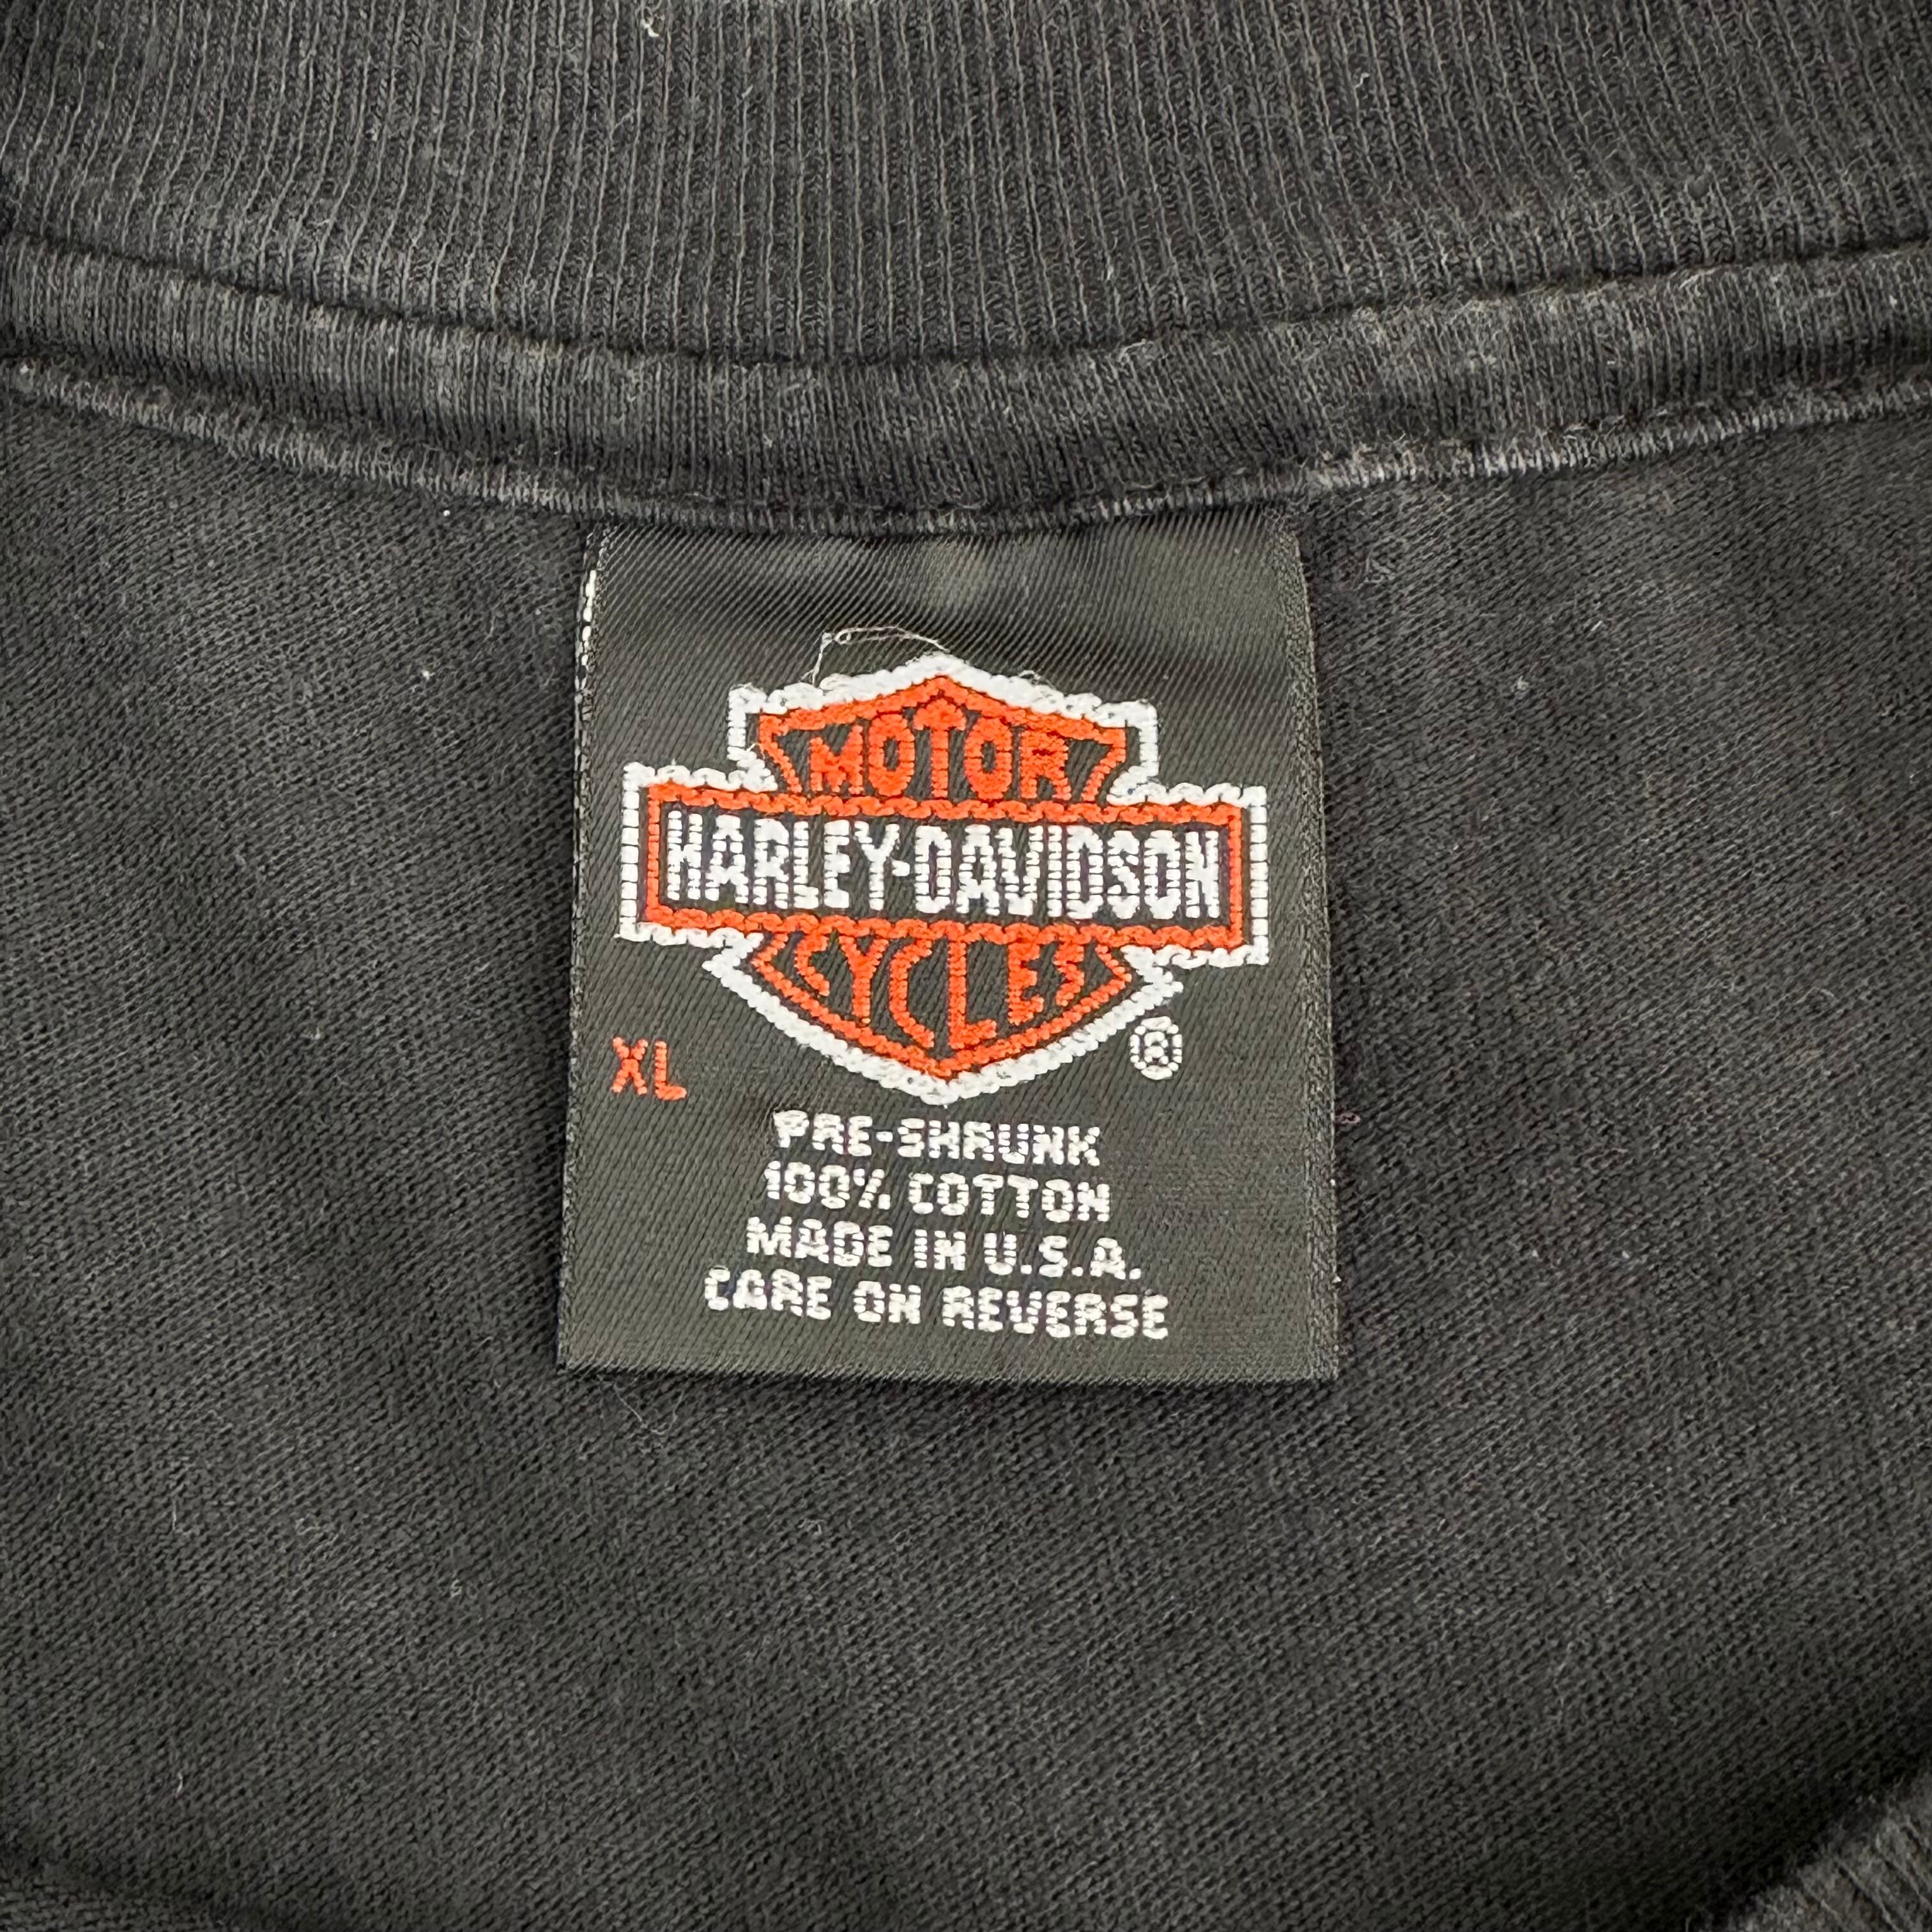 MOTOR
HARLEY-DAVIDSON
CYCLES
®
XL
PRE-SHRUNK
100% COTTON
MADE IN U.S.A.
CARE ON REVERSE